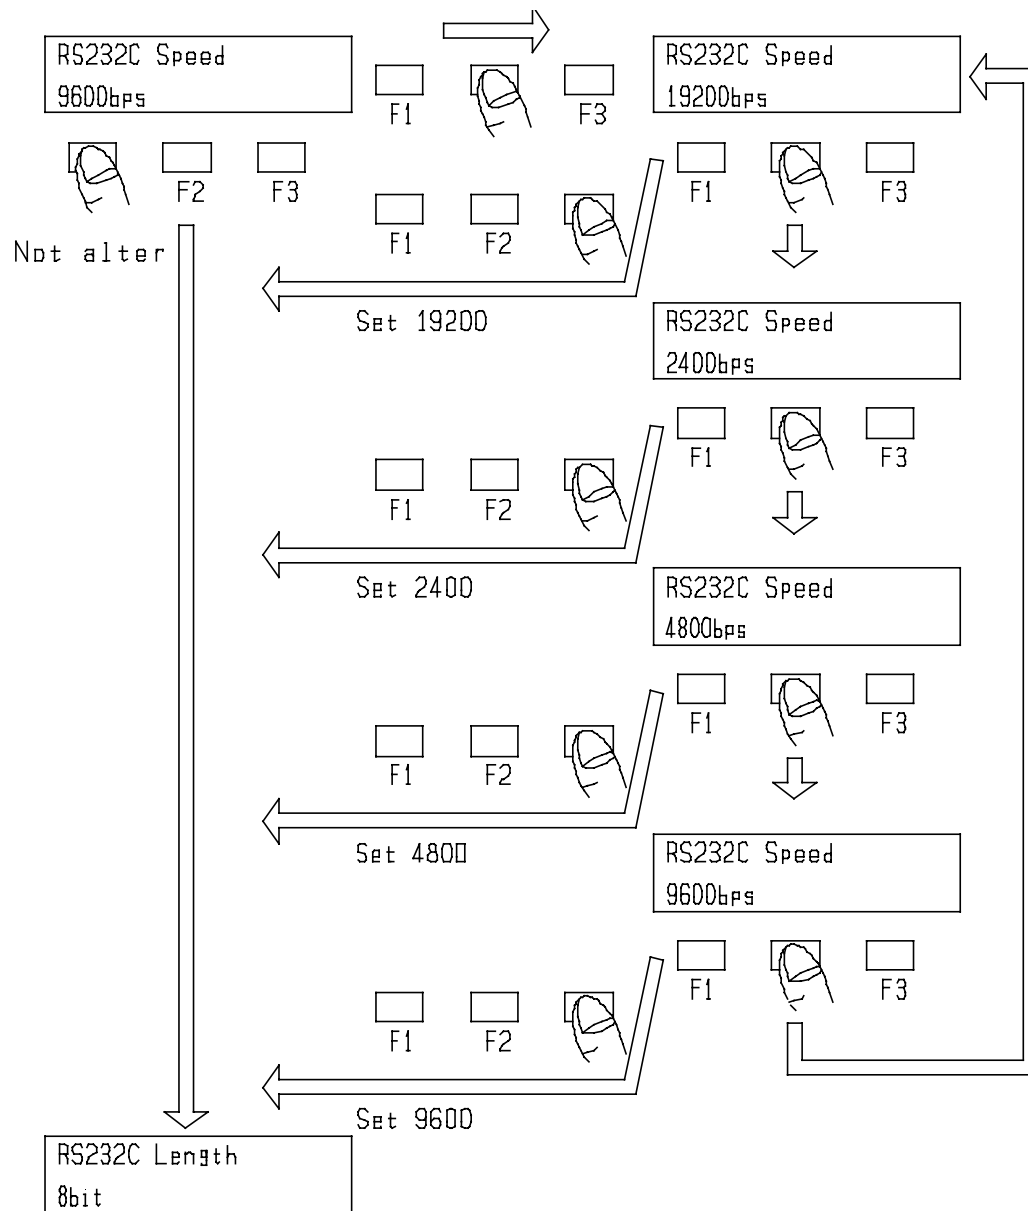 RS232C Speed
9600bps
F1
F3
RS232C Speed
19200bps
F2
F3
F1
F3
F1
F2
Not alter
Set 19200
RS232C Speed
2400bps
F1
F3
F1
F2
Set 2400
RS232C Speed
4800bps
F1
F3
F1
F2
Set 4800
RS232C Speed
9600bps
F1
F3
F1
F2
Set 9600
RS232C Length
8bit